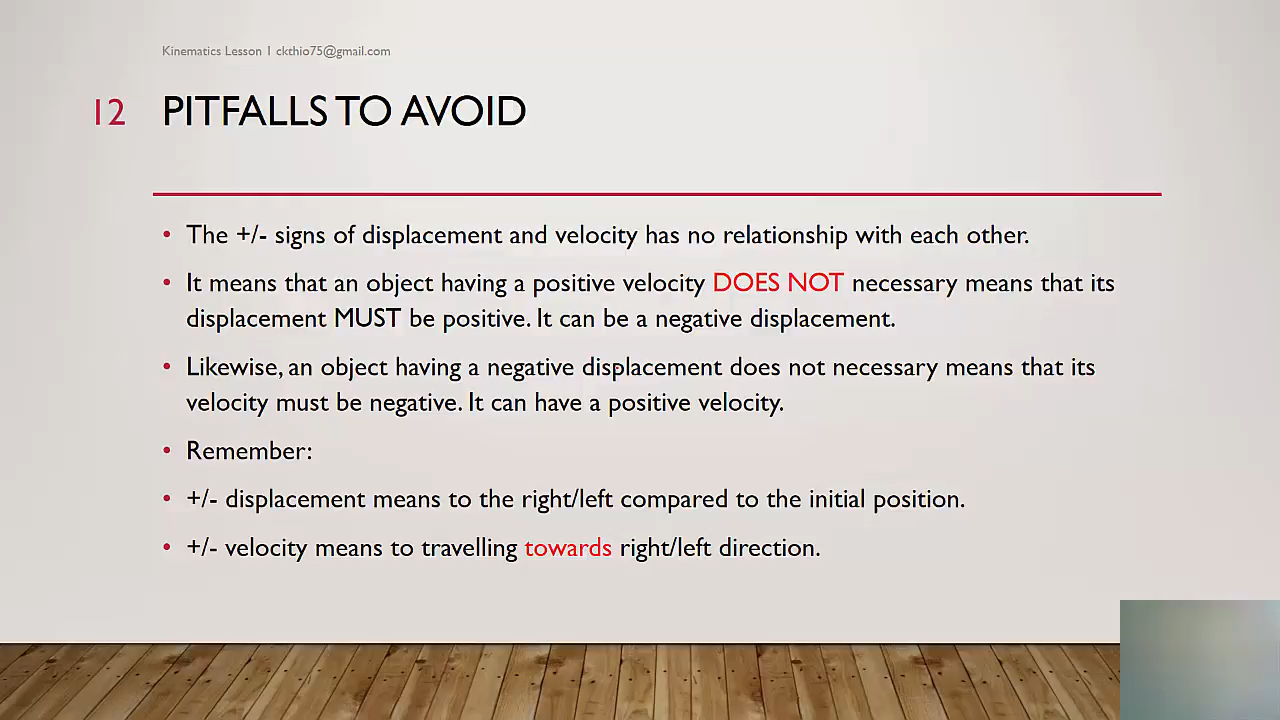 Kinematics Lesson 1 ckthio75@gmail.com
12 PITFALLS TO AVOID
• The +/- signs of displacement and velocity has no relationship with each other.
• It means that an object having a positive velocity DOES NOT necessary means that its
displacement MUST be positive. It can be a negative displacement.
• Likewise, an object having a negative displacement does not necessary means that its
velocity must be negative. It can have a positive velocity.
• Remember:
• +/- displacement means to the right/left compared to the initial position.
• +/- velocity means to travelling towards right/left direction.